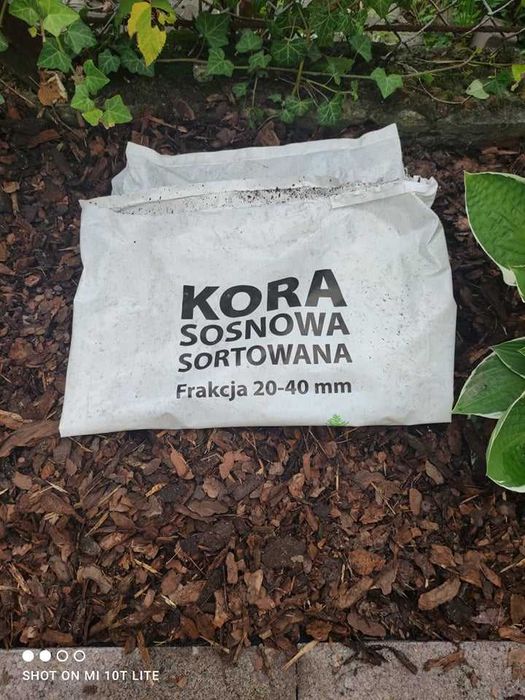 KORA
SOSNOWA
SORTOWANA
Frakcja 20-40 mm
SHOT ON MI 10T LITE